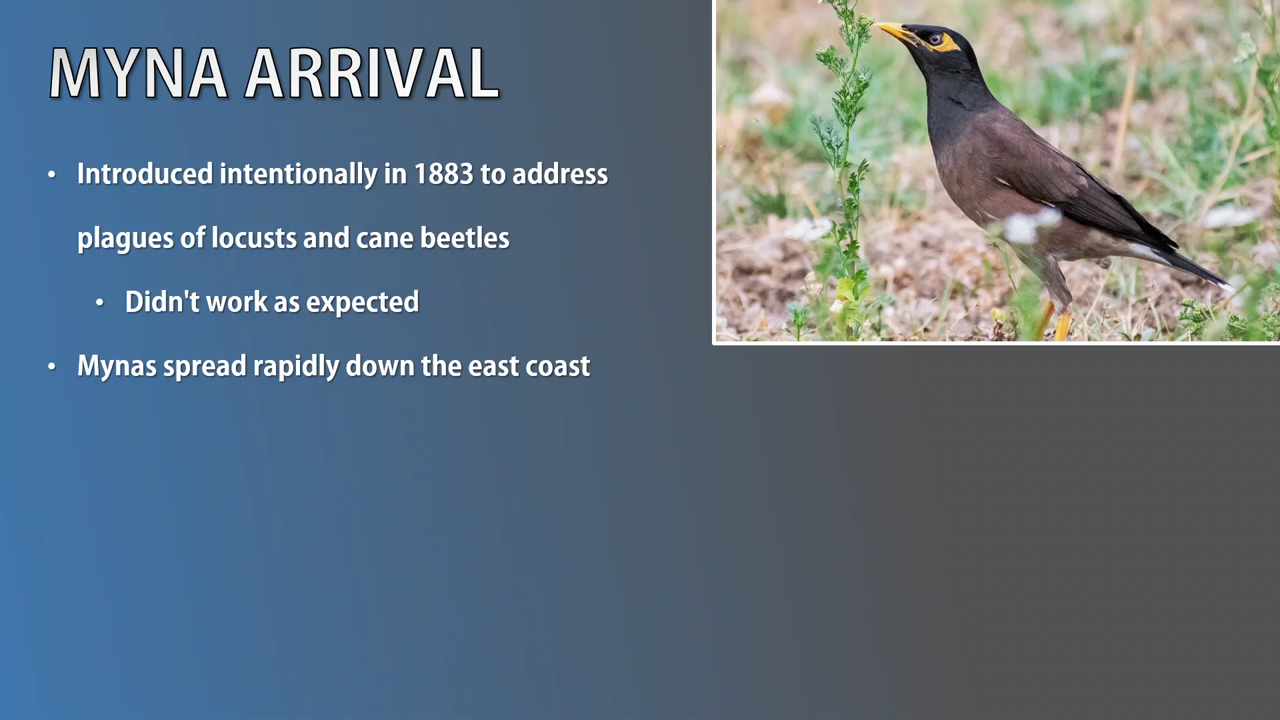 MYNA ARRIVAL
• Introduced intentionally in 1883 to address
plagues of locusts and cane beetles
• Didn't work as expected
• Mynas spread rapidly down the east coast